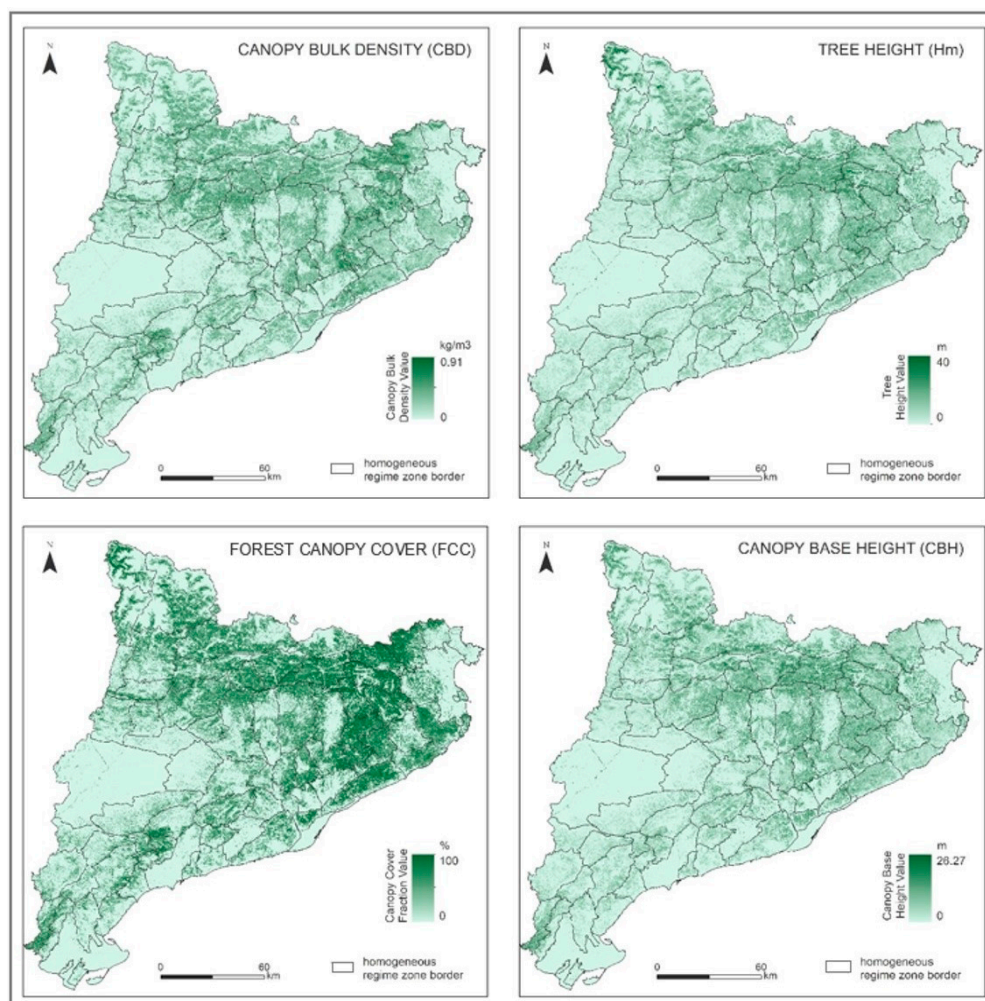 N
CANOPY BULK DENSITY (CBD)
kg/m3
0.91
0
Canopy Bulk
Density Value
0
60
km
homogeneous
regime zone border
N
TREE HEIGHT (Hm)
m
40
0
Tree
Height Value
0
60
km
homogeneous
regime zone border
N
FOREST CANOPY COVER (FCC)
%
100
0
Canopy Cover
Fraction Value
0
60
km
homogeneous
regime zone border
N
CANOPY BASE HEIGHT (CBH)
m
26.27
0
Canopy Base
Height Value
0
60
km
homogeneous
regime zone border